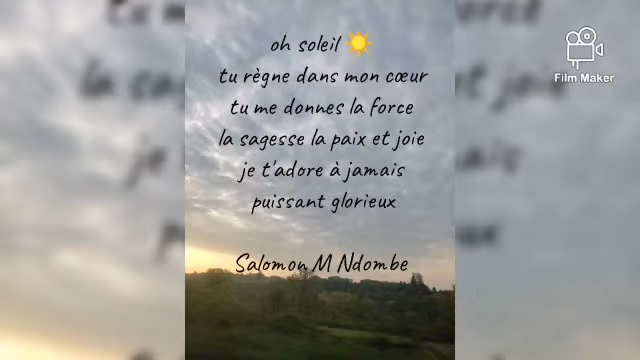 oh soleil ☀️
tu règne dans mon cœur
tu me donnes la force
la sagesse la paix et joie
je t'adore à jamais
puissant glorieux
Salomon M Ndombe
Film Maker